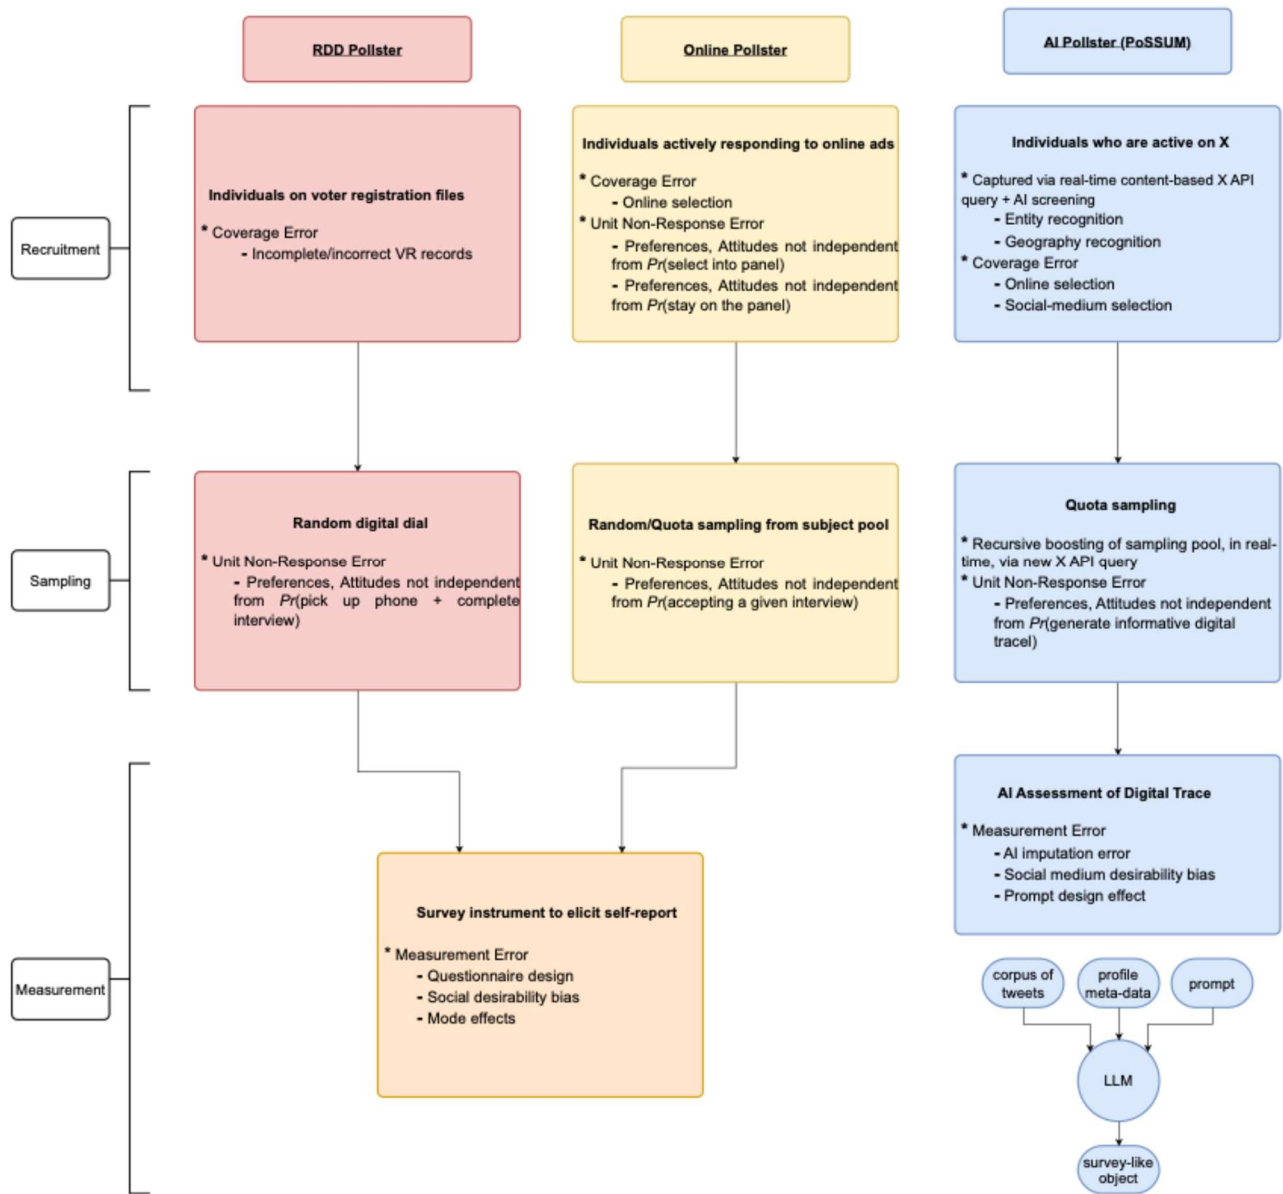 RDD Pollster
Online Pollster
AI Pollster (PoSSUM)
Recruitment
Individuals on voter registration files
* Coverage Error
- Incomplete/incorrect VR records
Individuals actively responding to online ads
* Coverage Error
- Online selection
* Unit Non-Response Error
- Preferences, Attitudes not independent
from Pr(select into panel)
- Preferences, Attitudes not independent
from Pr(stay on the panel)
Individuals who are active on X
* Captured via real-time content-based X API
query + AI screening
- Entity recognition
- Geography recognition
* Coverage Error
- Online selection
- Social-medium selection
Sampling
Random digital dial
* Unit Non-Response Error
- Preferences, Attitudes not independent
from Pr(pick up phone + complete
interview)
Random/Quota sampling from subject pool
* Unit Non-Response Error
- Preferences, Attitudes not independent
from Pr(accepting a given interview)
Quota sampling
* Recursive boosting of sampling pool, in real-
time, via new X API query
* Unit Non-Response Error
- Preferences, Attitudes not independent
from Pr(generate informative digital
tracel)
Measurement
Survey instrument to elicit self-report
* Measurement Error
- Questionnaire design
- Social desirability bias
- Mode effects
AI Assessment of Digital Trace
* Measurement Error
- AI imputation error
- Social medium desirability bias
- Prompt design effect
corpus of
tweets
profile
meta-data
prompt
LLM
survey-like
object